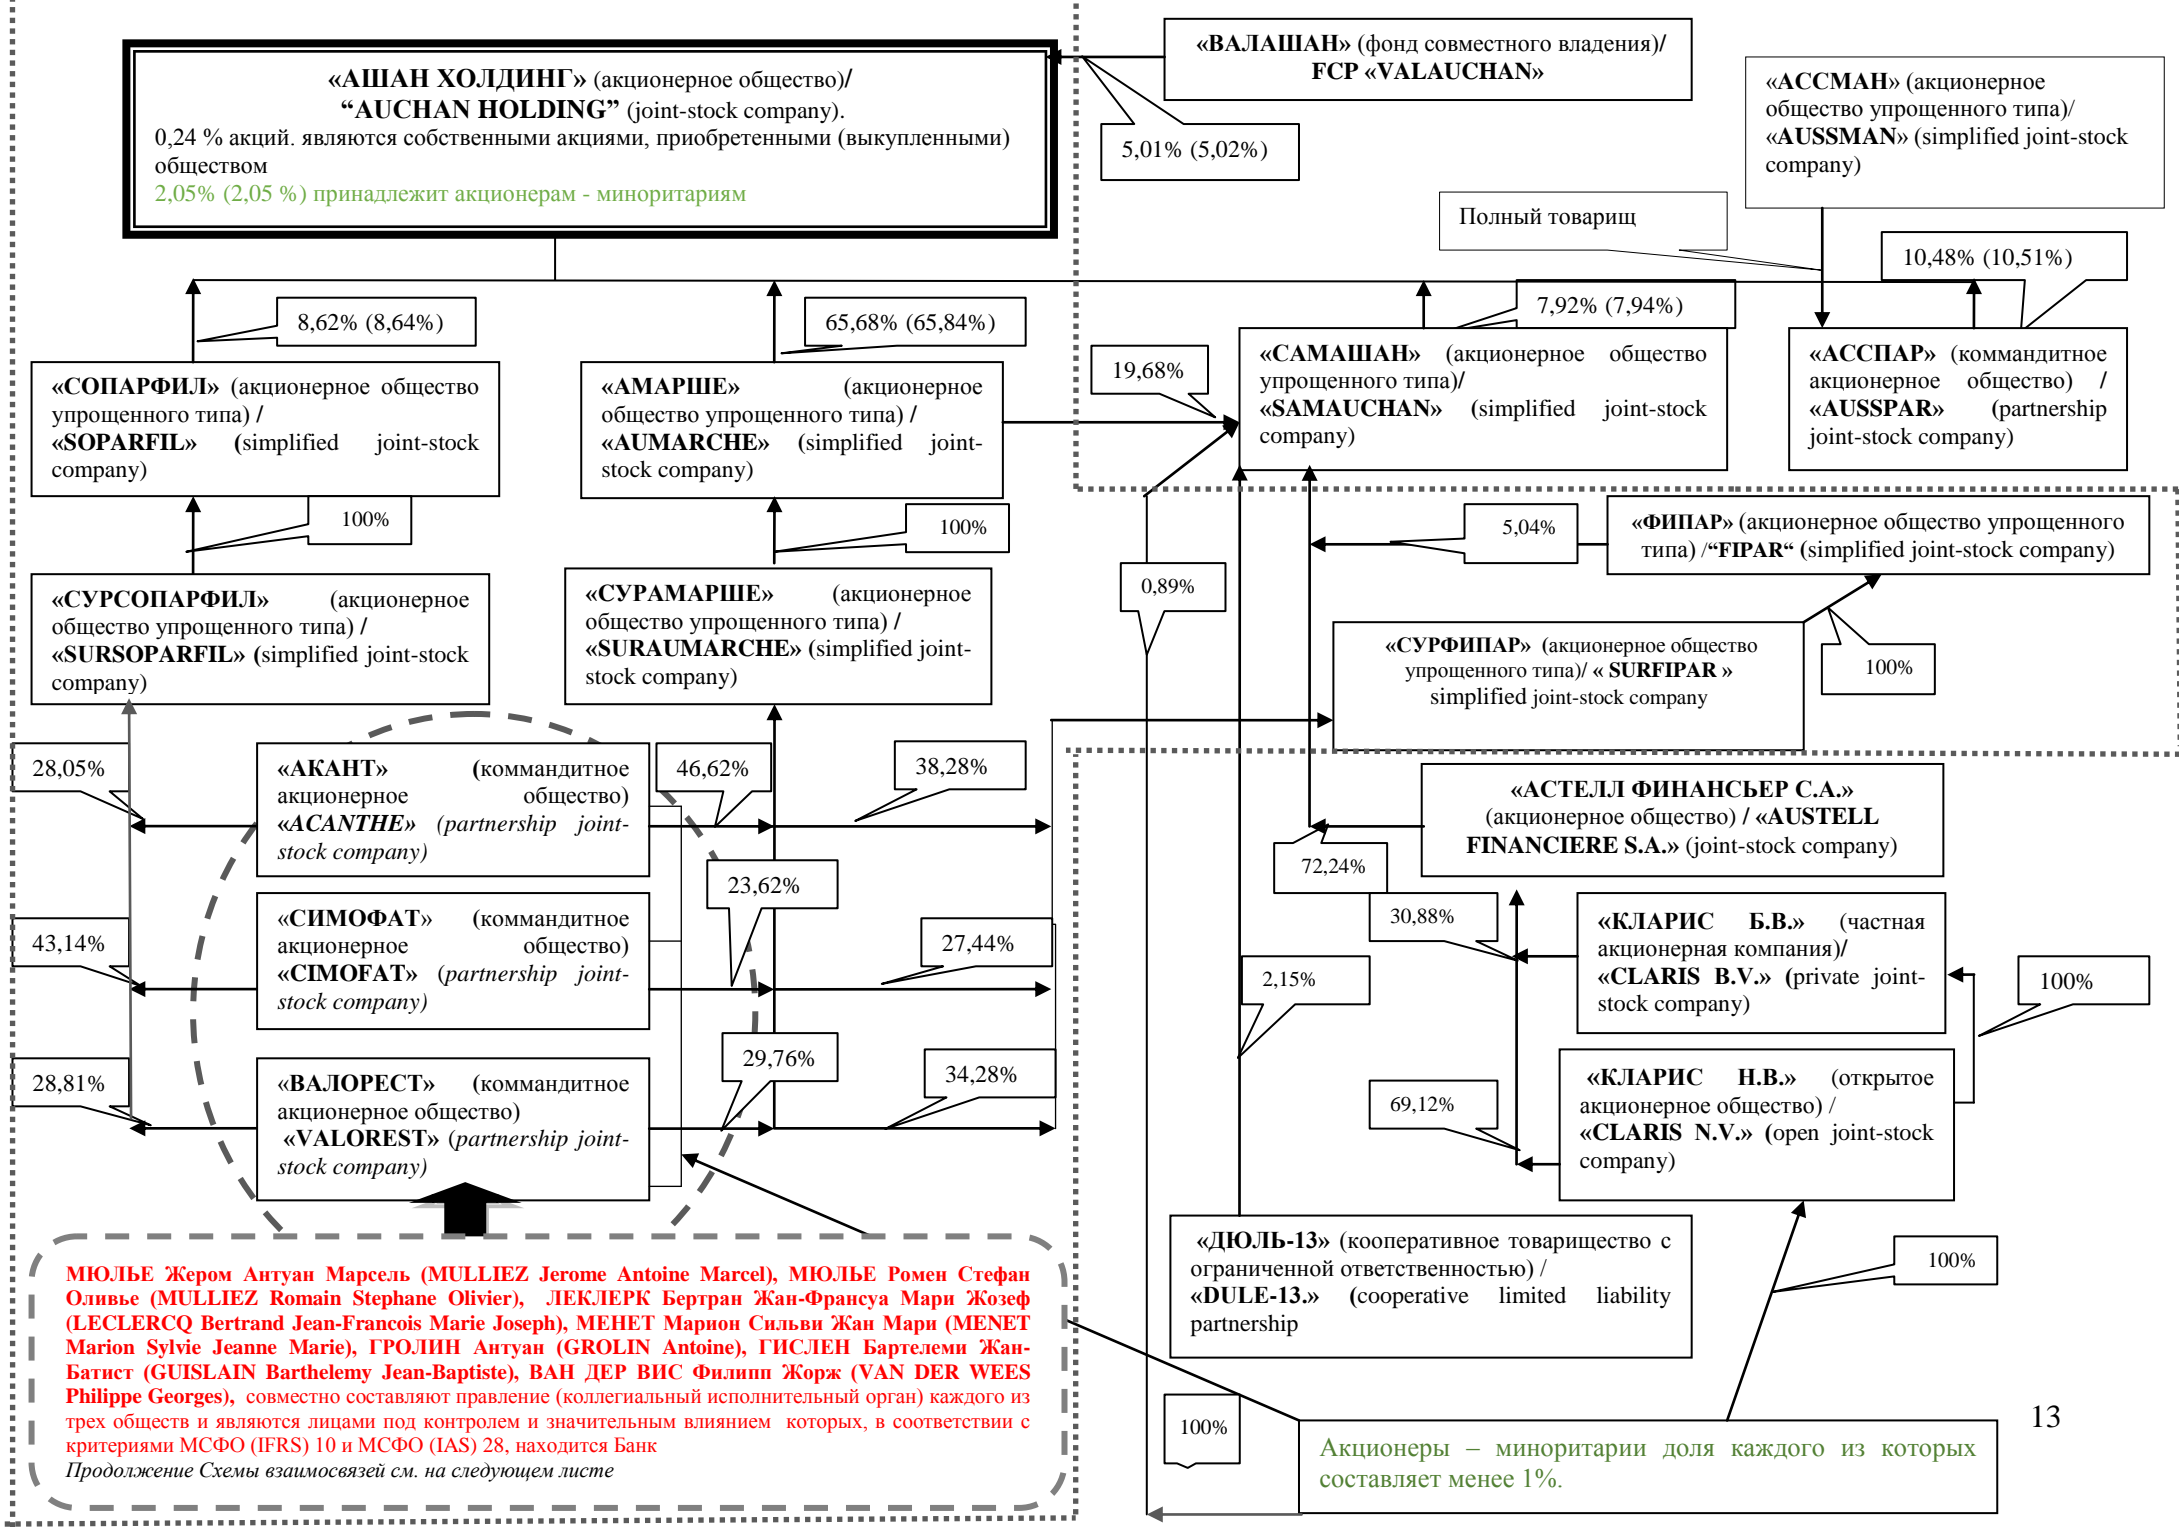 «АШАН ХОЛДИНГ» (акционерное общество)/
“AUCHAN HOLDING” (joint-stock company).
0,24 % акций. являются собственными акциями, приобретенными (выкупленными)
обществом
2,05% (2,05 %) принадлежит акционерам - миноритариям
«ВАЛАШАН» (фонд совместного владения)/
FCP «VALAUCHAN»
5,01% (5,02%)
«АССМАН» (акционерное
общество упрощенного типа)/
«AUSSMAN» (simplified joint-stock
company)
Полный товарищ
10,48% (10,51%)
8,62% (8,64%)
65,68% (65,84%)
7,92% (7,94%)
19,68%
«СОПАРФИЛ» (акционерное общество
упрощенного типа) /
«SOPARFIL» (simplified joint-stock
company)
«АМАРШЕ» (акционерное
общество упрощенного типа) /
«AUMARCHE» (simplified joint-
stock company)
«САМАШАН» (акционерное общество
упрощенного типа)/
«SAMAUCHAN» (simplified joint-stock
company)
«АССПАР» (коммандитное
акционерное общество) /
«AUSSPAR» (partnership
joint-stock company)
100%
100%
5,04%
«ФИПАР» (акционерное общество упрощенного
типа) /“FIPAR“ (simplified joint-stock company)
0,89%
«СУРСОПАРФИЛ» (акционерное
общество упрощенного типа) /
«SURSOPARFIL» (simplified joint-stock
company)
«СУРАМАРШЕ» (акционерное
общество упрощенного типа) /
«SURAUMARCHE» (simplified joint-
stock company)
«СУРФИПАР» (акционерное общество
упрощенного типа)/ « SURFIPAR »
simplified joint-stock company
100%
28,05%
«АКАНТ» (коммандитное
акционерное общество)
«ACANTHE» (partnership joint-
stock company)
46,62%
38,28%
«АСТЕЛЛ ФИНАНСЬЕР С.А.»
(акционерное общество) / «AUSTELL
FINANCIERE S.A.» (joint-stock company)
72,24%
23,62%
43,14%
«СИМОФАТ» (коммандитное
акционерное общество)
«CIMOFAT» (partnership joint-
stock company)
27,44%
30,88%
«КЛАРИС Б.В.» (частная
акционерная компания)/
«CLARIS B.V.» (private joint-
stock company)
100%
2,15%
28,81%
«ВАЛОРЕСТ» (коммандитное
акционерное общество)
«VALOREST» (partnership joint-
stock company)
29,76%
34,28%
69,12%
«КЛАРИС Н.В.» (открытое
акционерное общество) /
«CLARIS N.V.» (open joint-stock
company)
«ДЮЛЬ-13» (кооперативное товарищество с
ограниченной ответственностью) /
«DULE-13.» (cooperative limited liability
partnership
100%
МЮЛЬЕ Жером Антуан Марсель (MULLIEZ Jerome Antoine Marcel), МЮЛЬЕ Ромен Стефан
Оливье (MULLIEZ Romain Stephane Olivier), ЛЕКЛЕРК Бертран Жан-Франсуа Мари Жозеф
(LECLERCQ Bertrand Jean-Francois Marie Joseph), МЕНЕТ Марион Сильви Жан Мари (MENET
Marion Sylvie Jeanne Marie), ГРОЛИН Антуан (GROLIN Antoine), ГИСЛЕН Бартелеми Жан-
Батист (GUISLAIN Barthelemy Jean-Baptiste), ВАН ДЕР ВИС Филипп Жорж (VAN DER WEES
Philippe Georges), совместно составляют правление (коллегиальный исполнительный орган) каждого из
трех обществ и являются лицами под контролем и значительным влиянием которых, в соответствии с
критериями МСФО (IFRS) 10 и МСФО (IAS) 28, находится Банк
Продолжение Схемы взаимосвязей см. на следующем листе
100%
Акционеры – миноритарии доля каждого из которых
составляет менее 1%.
13